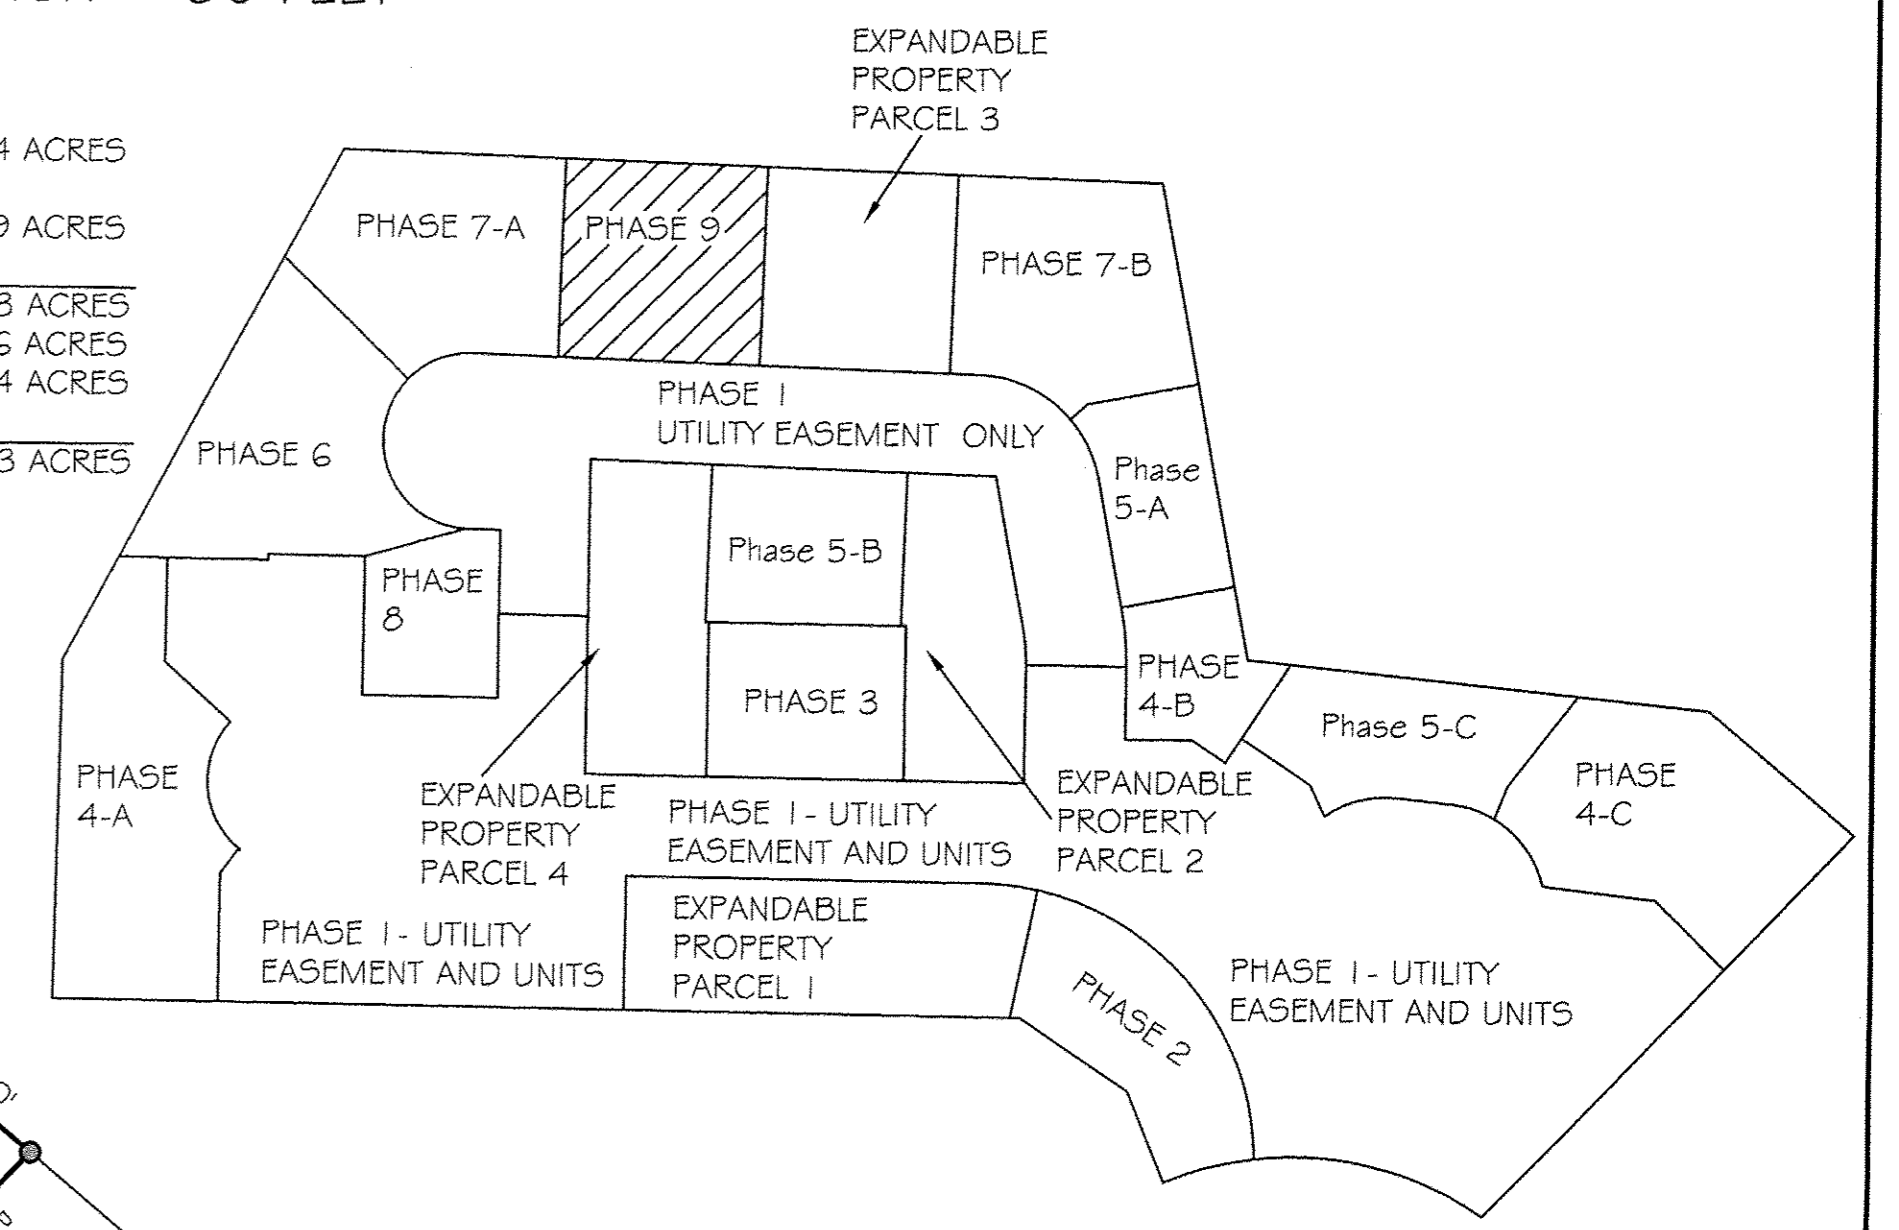 EXPANDABLE
PROPERTY
PARCEL 3
4 ACRES
9 ACRES
8 ACRES
6 ACRES
4 ACRES
3 ACRES
PHASE 7-A
PHASE 9
PHASE 7-B
PHASE 1
UTILITY EASEMENT ONLY
PHASE 6
Phase
5-A
Phase 5-B
PHASE
8
PHASE 3
PHASE
4-B
Phase 5-C
PHASE
4-C
PHASE
4-A
EXPANDABLE
PROPERTY
PARCEL 4
PHASE 1 - UTILITY
EASEMENT AND UNITS
EXPANDABLE
PROPERTY
PARCEL 2
PHASE 1 - UTILITY
EASEMENT AND UNITS
EXPANDABLE
PROPERTY
PARCEL 1
PHASE 2
PHASE 1 - UTILITY
EASEMENT AND UNITS